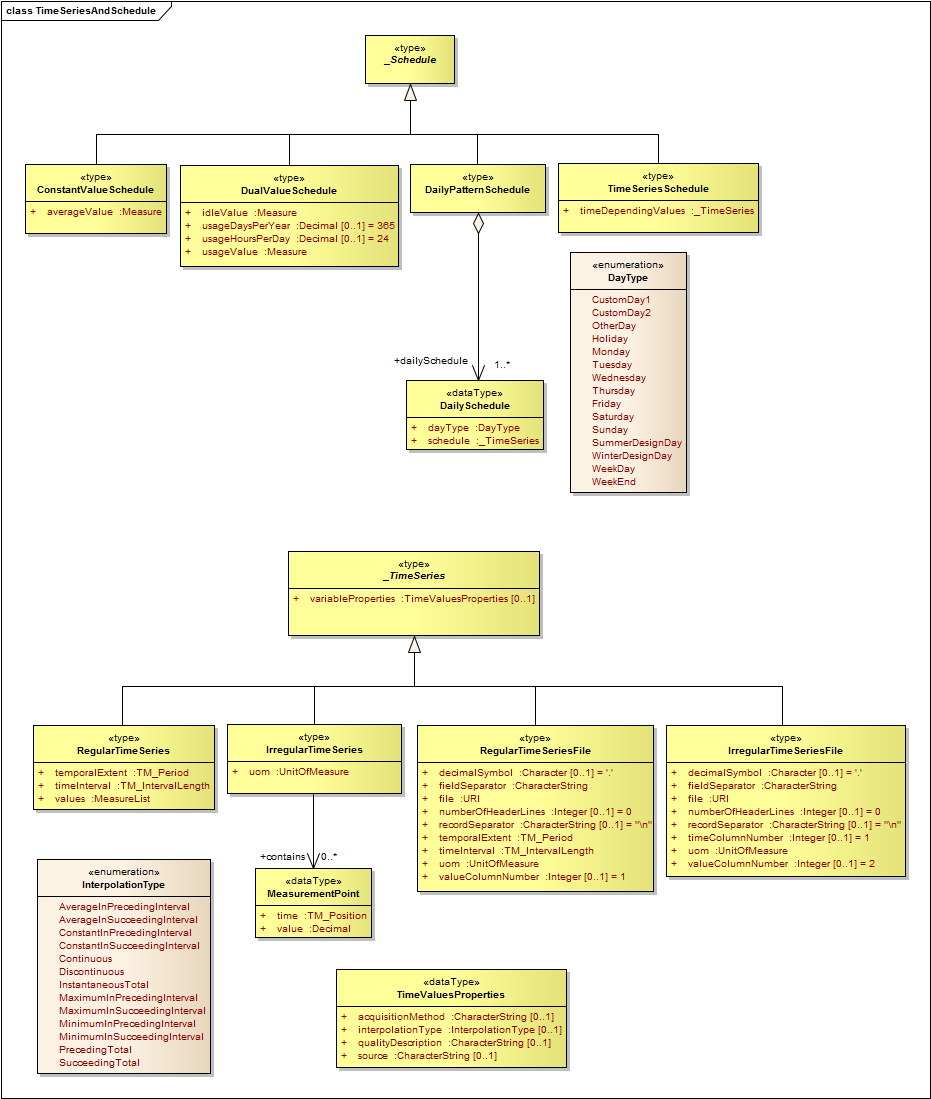 class TimeSeriesAndSchedule
«type»
_Schedule
«type»
ConstantValueSchedule
+ averageValue :Measure
«type»
DualValueSchedule
+ idleValue :Measure
+ usageDaysPerYear :Decimal [0..1] = 365
+ usageHoursPerDay :Decimal [0..1] = 24
+ usageValue :Measure
«type»
DailyPatternSchedule
«type»
TimeSeriesSchedule
+ timeDependingValues :_TimeSeries
«enumeration»
DayType
CustomDay1
CustomDay2
OtherDay
Holiday
Monday
Tuesday
Wednesday
Thursday
Friday
Saturday
Sunday
SummerDesignDay
WinterDesignDay
WeekDay
WeekEnd
+dailySchedule
1..*
«dataType»
DailySchedule
+ dayType :DayType
+ schedule :_TimeSeries
«type»
_TimeSeries
+ variableProperties :TimeValuesProperties [0..1]
«type»
RegularTimeSeries
+ temporalExtent :TM_Period
+ timeInterval :TM_IntervalLength
+ values :MeasureList
«type»
IrregularTimeSeries
+ uom :UnitOfMeasure
«type»
RegularTimeSeriesFile
+ decimalSymbol :Character [0..1] = '.'
+ fieldSeparator :CharacterString
+ file :URI
+ numberOfHeaderLines :Integer [0..1] = 0
+ recordSeparator :CharacterString [0..1] = "\n"
+ temporalExtent :TM_Period
+ timeInterval :TM_IntervalLength
+ uom :UnitOfMeasure
+ valueColumnNumber :Integer [0..1] = 1
«type»
IrregularTimeSeriesFile
+ decimalSymbol :Character [0..1] = '.'
+ fieldSeparator :CharacterString
+ file :URI
+ numberOfHeaderLines :Integer [0..1] = 0
+ recordSeparator :CharacterString [0..1] = "\n"
+ timeColumnNumber :Integer [0..1] = 1
+ uom :UnitOfMeasure
+ valueColumnNumber :Integer [0..1] = 2
+contains
0..*
«dataType»
MeasurementPoint
+ time :TM_Position
+ value :Decimal
«enumeration»
InterpolationType
AverageInPrecedingInterval
AverageInSucceedingInterval
ConstantInPrecedingInterval
ConstantInSucceedingInterval
Continuous
Discontinuous
InstantaneousTotal
MaximumInPrecedingInterval
MaximumInSucceedingInterval
MinimumInPrecedingInterval
MinimumInSucceedingInterval
PrecedingTotal
SucceedingTotal
«dataType»
TimeValuesProperties
+ acquisitionMethod :CharacterString [0..1]
+ interpolationType :InterpolationType [0..1]
+ qualityDescription :CharacterString [0..1]
+ source :CharacterString [0..1]